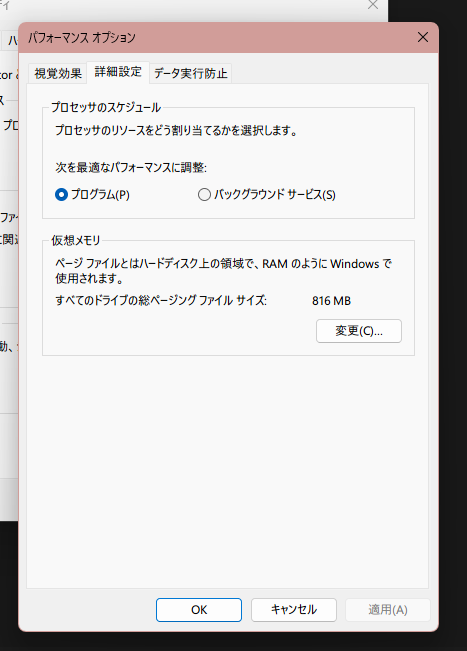 ィ
パフォーマンス オプション
視覚効果
詳細設定
データ実行防止
プロセッサのスケジュール
プロセッサのリソースをどう割り当てるかを選択します。
次を最適なパフォーマンスに調整:
プログラム(P)
バックグラウンド サービス(S)
仮想メモリ
ページ ファイルとはハードディスク上の領域で、RAM のように Windows で
使用されます。
すべてのドライブの総ページング ファイル サイズ: 816 MB
変更(C)...
OK
キャンセル
適用(A)
ハ
tor
ス
プロ
ファイ
に関連
動、